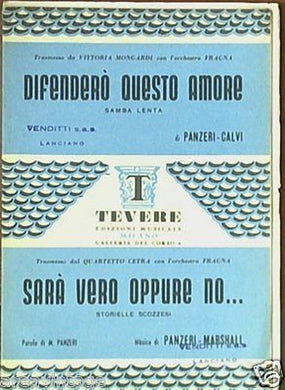 Trasmesso da VITTORIA MONGARDI con l'orchestra FRAGNA
DIFENDERÒ QUESTO AMORE
SAMBA LENTA
VENDITTI s.a.s.
LANCIANO
di PANZERI-CALVI
T
TEVERE
EDIZIONI MUSICALI
MILANO
GALLERIA DEL CORSO 4
Trasmesso dal QUARTETTO CETRA con l'orchestra FRAGNA
SARÀ VERO OPPURE NO...
STORIELLE SCOZZESI
Parole di M. PANZERI
Musica di PANZERI-MARSHALL
VENDITTI s.a.s.
LANCIANO